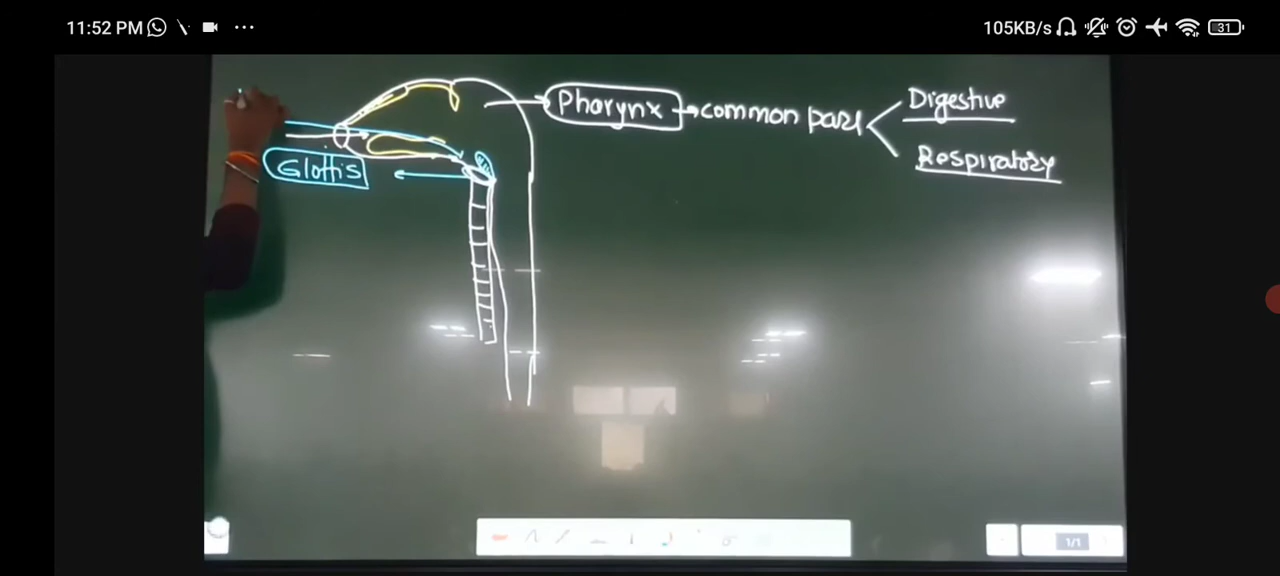 11:52 PM
105KB/s
31
Pharynx → common part
Digestive
Respiratory
Glottis
1/1